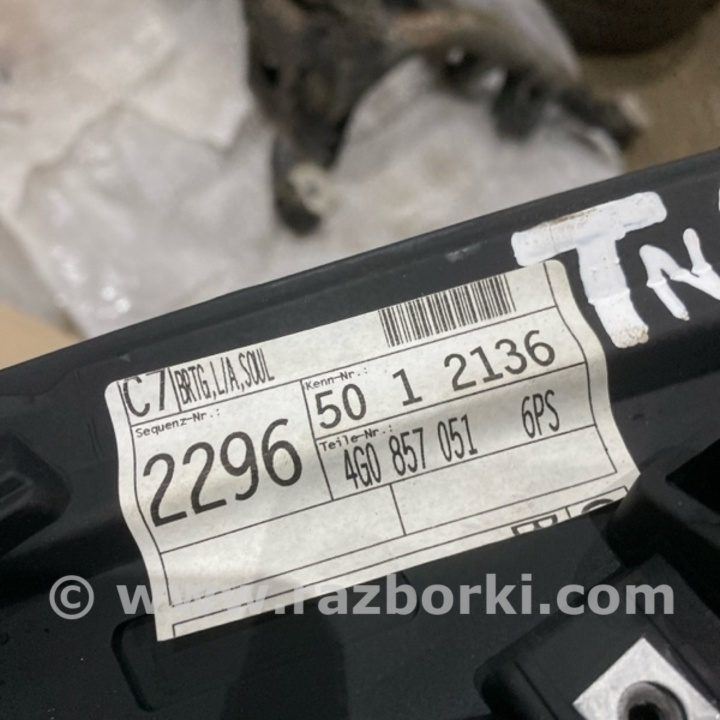 TN
C7 BRTG,L/A,SOUL
Sequenz-Nr.:
2296
Kenn-Nr.:
50 1 2136
Teile-Nr.:
4G0 857 051 6PS
© www.razborki.com